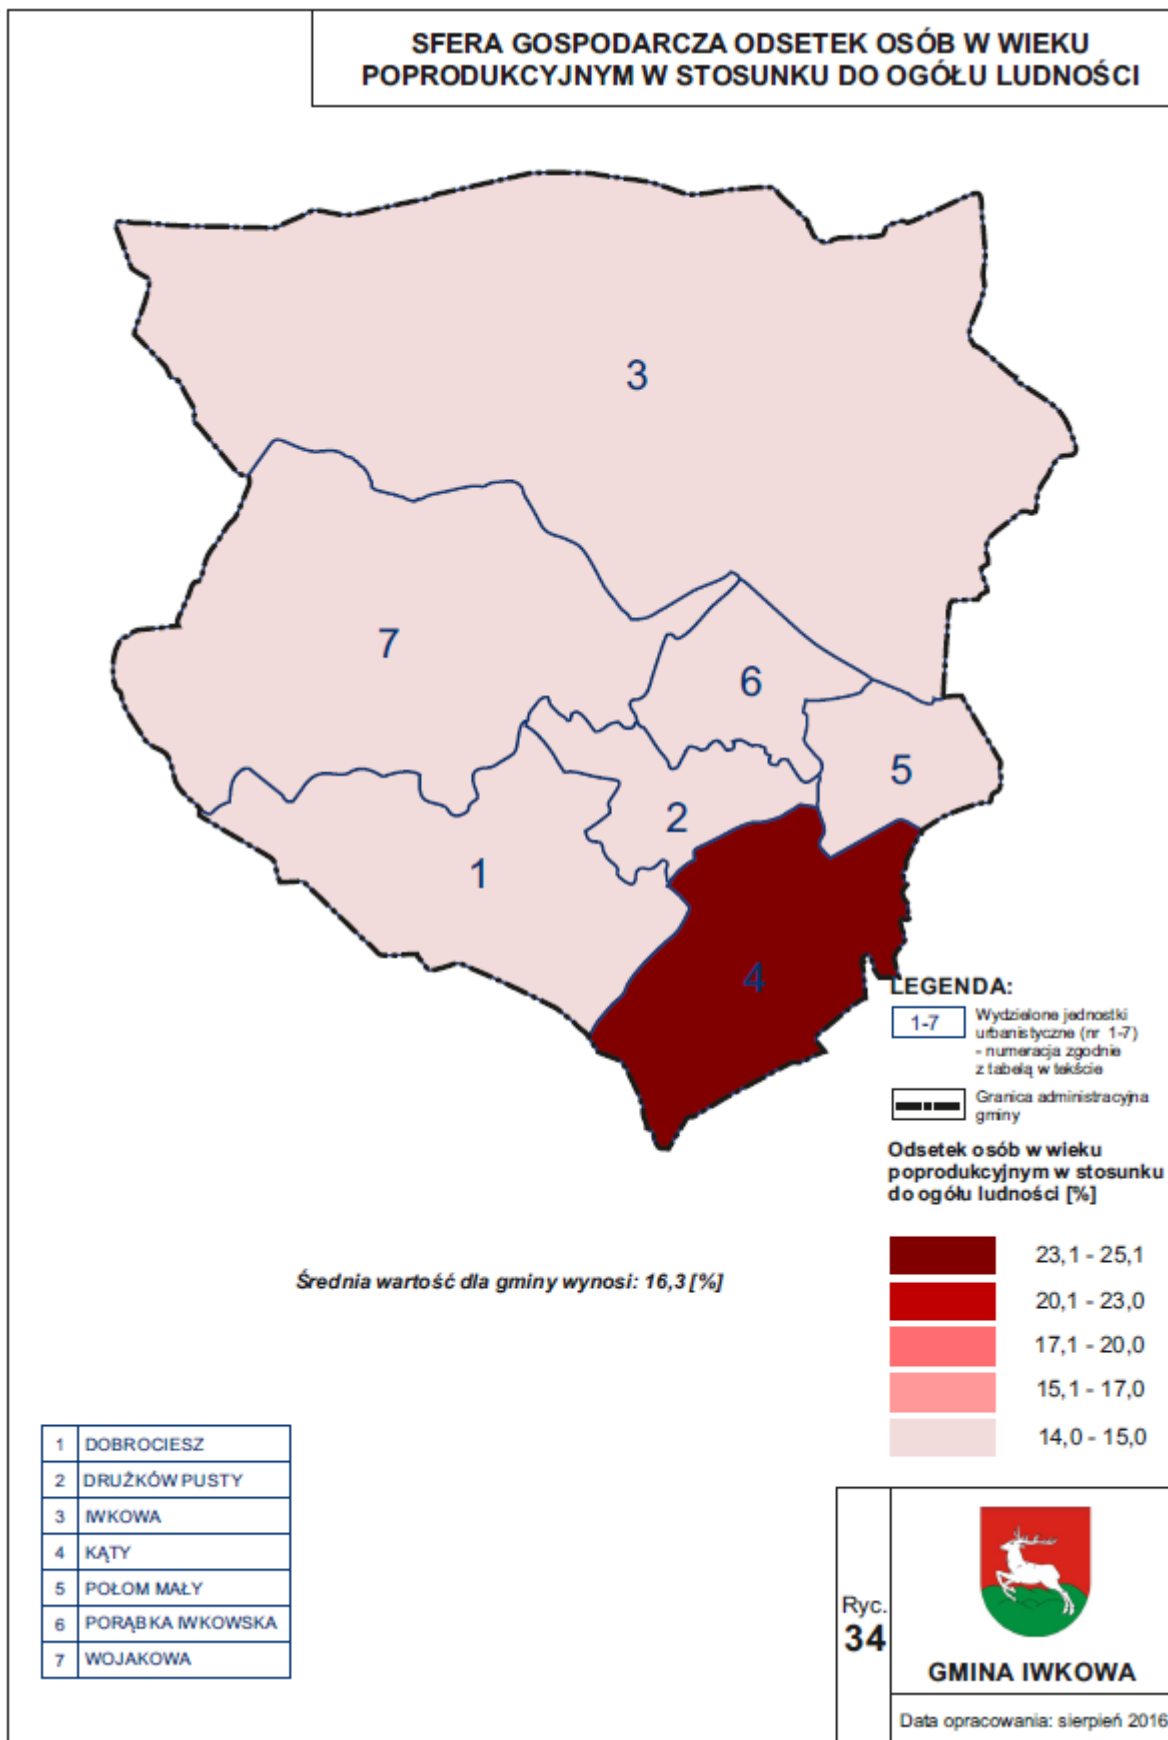 SFERA GOSPODARCZA ODSETEK OSÓB W WIEKU
POPRODUKCYJNYM W STOSUNKU DO OGÓŁU LUDNOŚCI
3
7
6
5
2
1
4
LEGENDA:
1-7
Wydzielone jednostki
urbanistyczne (nr 1-7)
- numeracja zgodnie
z tabelą w tekście
Granica administracyjna
gminy
Odsetek osób w wieku
poprodukcyjnym w stosunku
do ogółu ludności [%]
23,1 - 25,1
20,1 - 23,0
17,1 - 20,0
15,1 - 17,0
14,0 - 15,0
Średnia wartość dla gminy wynosi: 16,3 [%]
1 DOBROCIESZ
2 DRUŻKÓW PUSTY
3 IWKOWA
4 KĄTY
5 POŁOM MAŁY
6 PORĄBKA IWKOWSKA
7 WOJAKOWA
Ryc.
34
GMINA IWKOWA
Data opracowania: sierpień 2016